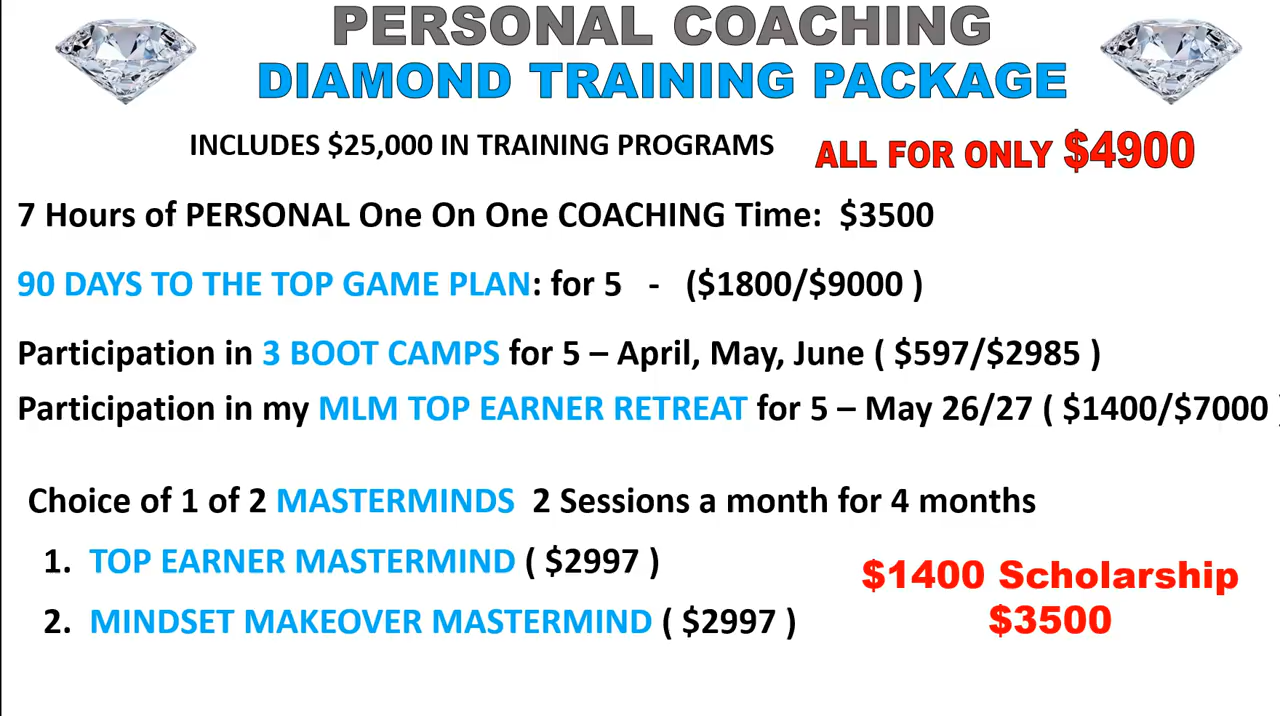 PERSONAL COACHING
DIAMOND TRAINING PACKAGE
INCLUDES $25,000 IN TRAINING PROGRAMS ALL FOR ONLY $4900
7 Hours of PERSONAL One On One COACHING Time: $3500
90 DAYS TO THE TOP GAME PLAN: for 5 - ($1800/$9000 )
Participation in 3 BOOT CAMPS for 5 – April, May, June ( $597/$2985 )
Participation in my MLM TOP EARNER RETREAT for 5 – May 26/27 ( $1400/$7000 )
Choice of 1 of 2 MASTERMINDS 2 Sessions a month for 4 months
1. TOP EARNER MASTERMIND ( $2997 )
2. MINDSET MAKEOVER MASTERMIND ( $2997 )
$1400 Scholarship
$3500